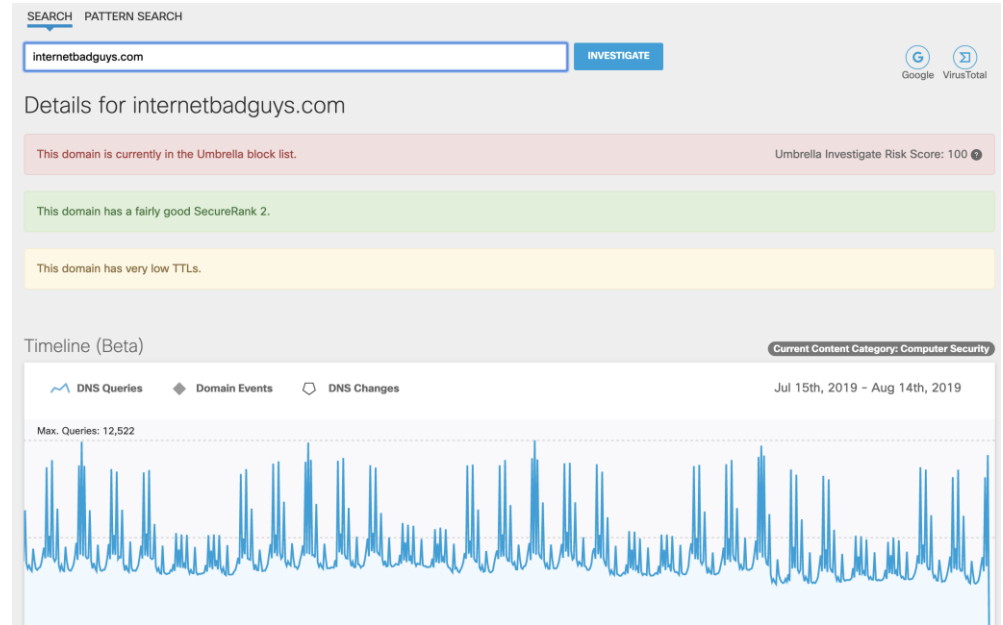 SEARCH PATTERN SEARCH
internetbadguys.com INVESTIGATE
Google VirusTotal
Details for internetbadguys.com
This domain is currently in the Umbrella block list. Umbrella Investigate Risk Score: 100 ?
This domain has a fairly good SecureRank 2.
This domain has very low TTLs.
Timeline (Beta) Current Content Category: Computer Security
DNS Queries Domain Events DNS Changes Jul 15th, 2019 - Aug 14th, 2019
Max. Queries: 12,522